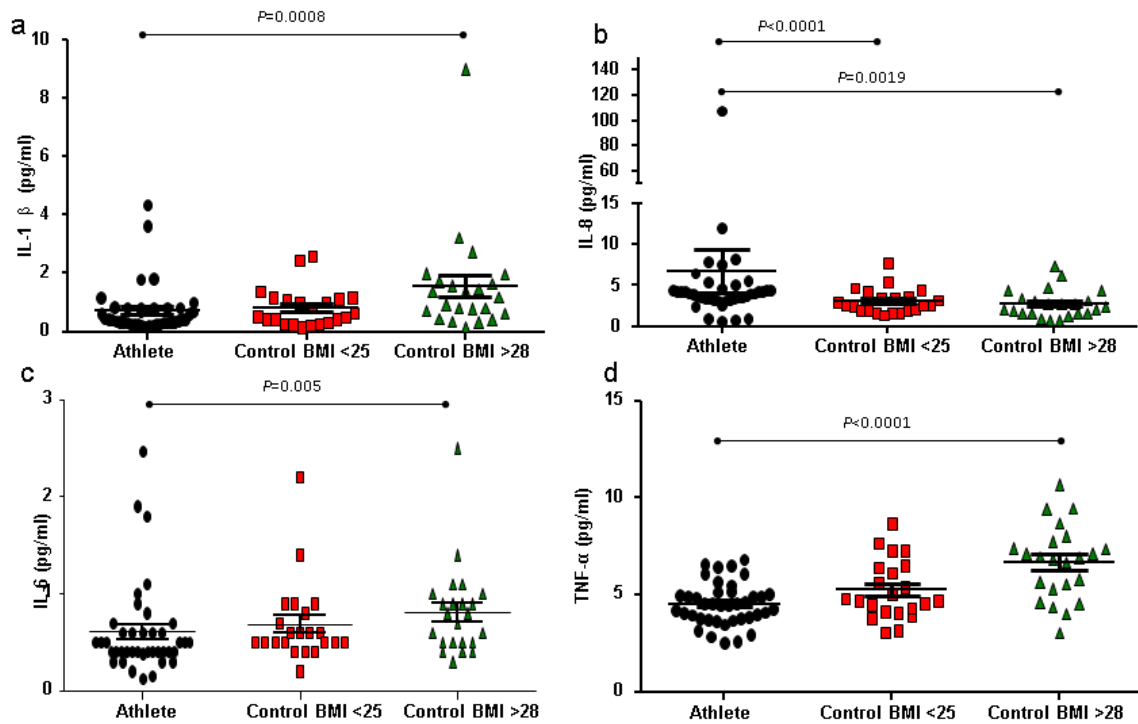 a
P=0.0008
10
8
6
4
2
0
IL-1 β (pg/ml)
Athlete
Control BMI <25
Control BMI >28
b
P<0.0001
P=0.0019
140
120
100
80
60
15
10
5
0
IL-8 (pg/ml)
Athlete
Control BMI <25
Control BMI >28
c
P=0.005
3
2
1
0
IL6 (pg/ml)
Athlete
Control BMI <25
Control BMI >28
d
P<0.0001
15
10
5
0
TNF-α (pg/ml)
Athlete
Control BMI <25
Control BMI >28